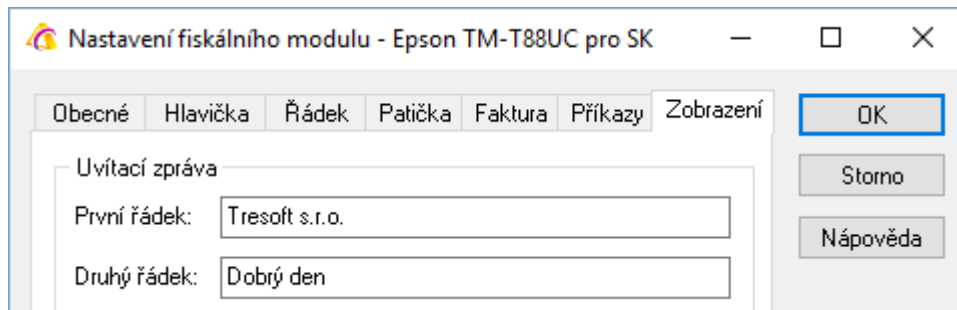 Nastavení fiskálního modulu - Epson TM-T88UC pro SK
Obecné Hlavička Řádek Patička Faktura Příkazy Zobrazení
OK
Uvítací zpráva
Storno
První řádek: Tresoft s.r.o.
Nápověda
Druhý řádek: Dobrý den